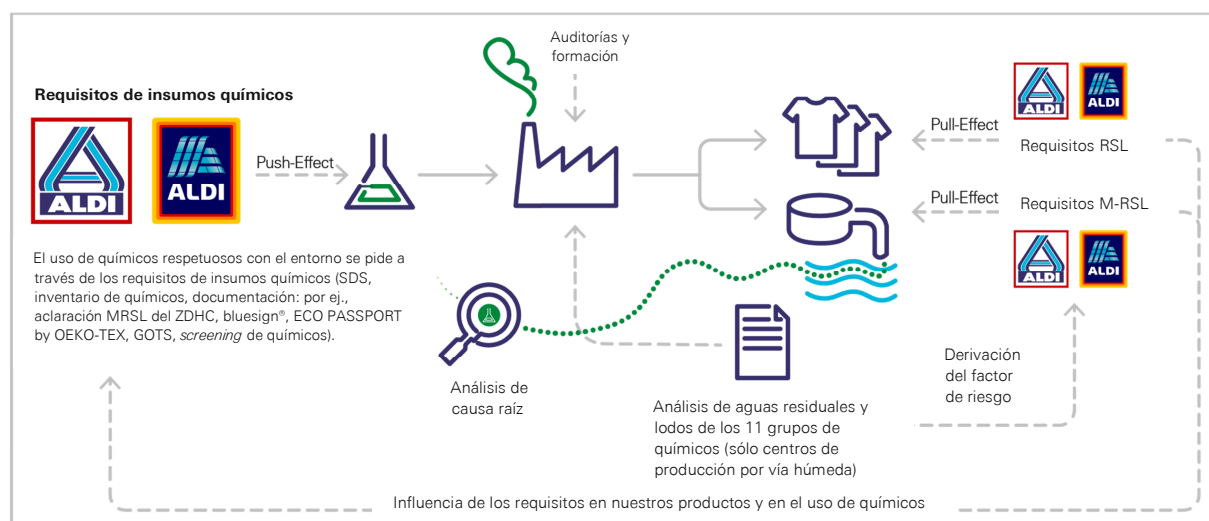 Auditorías y
formación
Requisitos de insumos químicos
ALDI
ALDI
Push-Effect
ALDI
ALDI
Pull-Effect
Requisitos RSL
Pull-Effect
Requisitos M-RSL
ALDI
ALDI
El uso de químicos respetuosos con el entorno se pide a
través de los requisitos de insumos químicos (SDS,
inventario de químicos, documentación: por ej.,
aclaración MRSL del ZDHC, bluesign®, ECO PASSPORT
by OEKO-TEX, GOTS, screening de químicos).
Análisis de
causa raíz
Análisis de aguas residuales y
lodos de los 11 grupos de
químicos (sólo centros de
producción por vía húmeda)
Derivación
del factor
de riesgo
Influencia de los requisitos en nuestros productos y en el uso de químicos